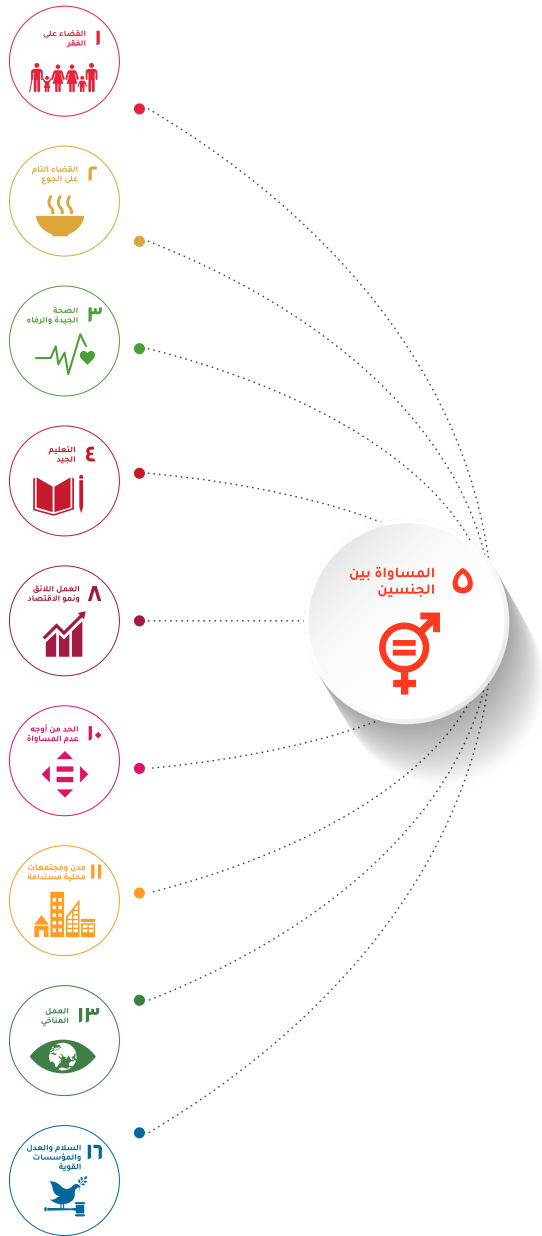 ١ القضاء على
الفقر
٢ القضاء التام
على الجوع
٣ الصحة
الجيدة والرفاه
٤ التعليم
الجيد
٥ المساواة بين
الجنسين
٨ العمل اللائق
ونمو الاقتصاد
١٠ الحد من أوجه
عدم المساواة
١١ مدن ومجتمعات
محلية مستدامة
١٣ العمل
المناخي
١٦ السلام والعدل
والمؤسسات
القوية